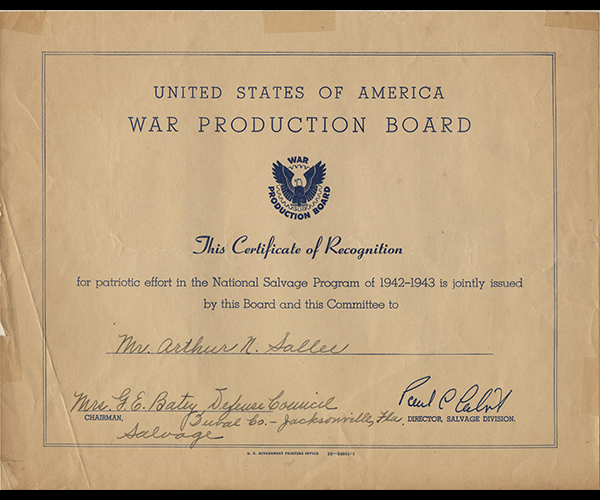 UNITED STATES OF AMERICA
WAR PRODUCTION BOARD
WAR
PRODUCTION BOARD
This Certificate of Recognition
for patriotic effort in the National Salvage Program of 1942–1943 is jointly issued
by this Board and this Committee to
Mr. Arthur N. Sallee
Mrs. G. E. Baty, Defense Council
CHAIRMAN,
Duval Co. – Jacksonville, Fla.
Salvage
Paul C Cabot
DIRECTOR, SALVAGE DIVISION.
U. S. GOVERNMENT PRINTING OFFICE